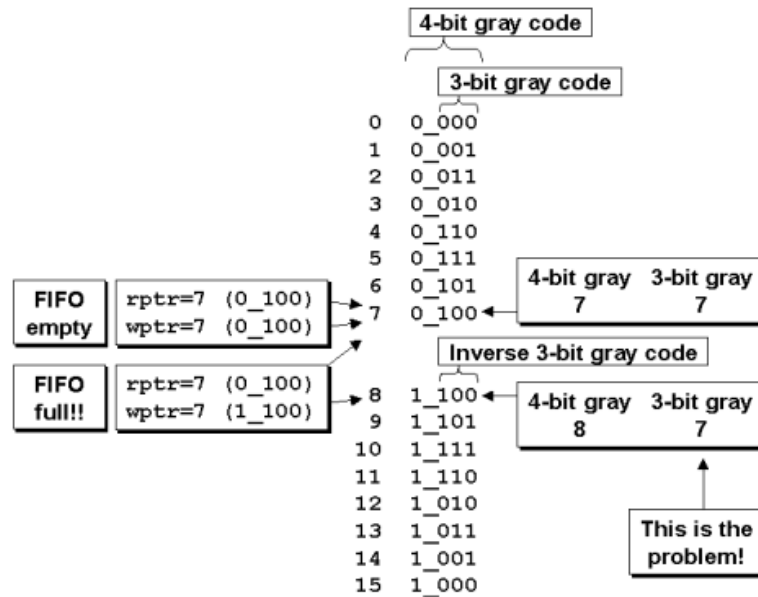 4-bit gray code
3-bit gray code
0 0_000
1 0_001
2 0_011
3 0_010
4 0_110
5 0_111
6 0_101
7 0_100
FIFO
empty
rptr=7 (0_100)
wptr=7 (0_100)
4-bit gray 3-bit gray
7 7
FIFO
full!!
rptr=7 (0_100)
wptr=7 (1_100)
Inverse 3-bit gray code
8 1_100
9 1_101
10 1_111
11 1_110
12 1_010
13 1_011
14 1_001
15 1_000
4-bit gray 3-bit gray
8 7
This is the
problem!